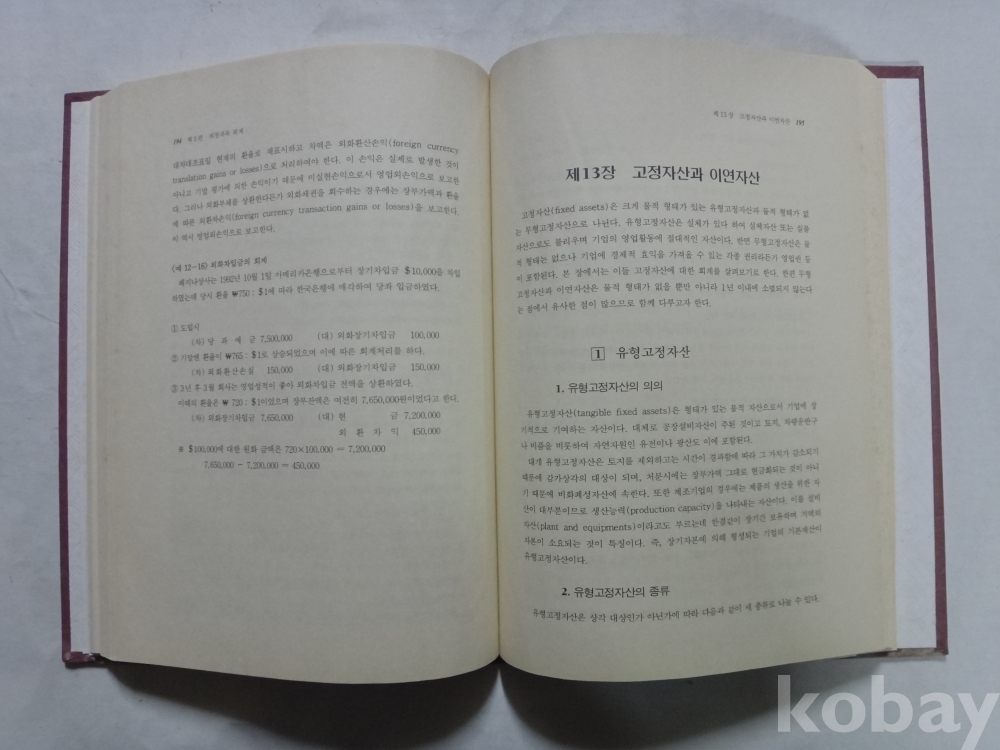 194 제2편 · 재정과목 회계
대차대조표일 현재의 환율로 재표시하고 차액은 외화환산손익(foreign currency
translation gains or losses)으로 처리하여야 한다. 이 손익은 실제로 발생한 것이
아니고 기말 평가에 의한 손익이기 때문에 미실현손익으로서 영업외손익으로 보고한
다. 그러나 외화부채를 상환한다든가 외화채권을 회수하는 경우에는 장부가액과 환율
에 따른 외환차손익(foreign currency transaction gains or losses)을 보고한다.
이 역시 영업외손익으로 보고한다.
〈예 12-16〉 외화차입금의 회계
제지나상사는 1992년 10월 1일 아메리카은행으로부터 장기차입금 $10,000을 차입
하였는데 당시 환율 ₩750 : $1에 따라 한국은행에 매각하여 당좌 입금하였다.
① 도입시
(차) 당 좌 예 금 7,500,000 (대) 외화장기차입금 100,000
② 기말엔 환율이 ₩765 : $1로 상승되었으며 이에 따른 회계처리를 하다.
(차) 외화환산손실 150,000 (대) 외화장기차입금 150,000
③ 3년 후 3월 회사는 영업성적이 좋아 외화차입금 전액을 상환하였다.
이때의 환율은 ₩ 720 : $1이었으며 장부잔액은 여전히 7,650,000원이었다고 한다.
(차) 외화장기차입금 7,650,000 (대) 현 금 7,200,000
외 환 차 익 450,000
※ $100,000에 대한 원화 금액은 720×100,000 = 7,200,000
7,650,000 - 7,200,000 = 450,000
제13장 고정자산과 이연자산 195
제13장 고정자산과 이연자산
고정자산(fixed assets)은 크게 물적 형태가 있는 유형고정자산과 물적 형태가 없
는 무형고정자산으로 나뉜다. 유형고정자산은 실체가 있다 하여 실체자산 또는 실물
자산으로도 불리우며 기업의 영업활동에 절대적인 자산이다. 반면 무형고정자산은 물
적 형태는 없으나 기업에 경제적 효익을 가져올 수 있는 각종 권리라든가 영업권 등
이 포함된다. 본 장에서는 이들 고정자산에 대한 회계를 살펴보기로 한다. 한편 무형
고정자산과 이연자산은 물적 형태가 없을 뿐만 아니라 1년 이내에 소멸되지 않는다
는 점에서 유사한 점이 많으므로 함께 다루고자 한다.
1 유형고정자산
1. 유형고정자산의 의의
유형고정자산(tangible fixed assets)은 형태가 있는 물적 자산으로서 기업에 장
기적으로 기여하는 자산이다. 대체로 공장설비자산이 주된 것이고 토지, 차량운반구
나 비품을 비롯하여 자연자원인 유전이나 광산도 이에 포함된다.
대개 유형고정자산은 토지를 제외하고는 시간이 경과함에 따라 그 가치가 감소되기
때문에 감가상각의 대상이 되며, 처분시에는 장부가액 그대로 현금화되는 것이 아니
기 때문에 비화폐성자산에 속한다. 또한 제조기업의 경우에는 제품의 생산을 위한 자
산이 대부분이므로 생산능력(production capacity)을 나타내는 자산이다. 이를 설비
자산(plant and equipments)이라고도 부르는데 한결같이 장기간 보유하며 거액의
자본이 소요되는 것이 특징이다. 즉, 장기자본에 의해 형성되는 기업의 기본재산이
유형고정자산이다.
2. 유형고정자산의 종류
유형고정자산은 상각 대상인가 아닌가에 따라 다음과 같이 세 종류로 나눌 수 있다.
kobay